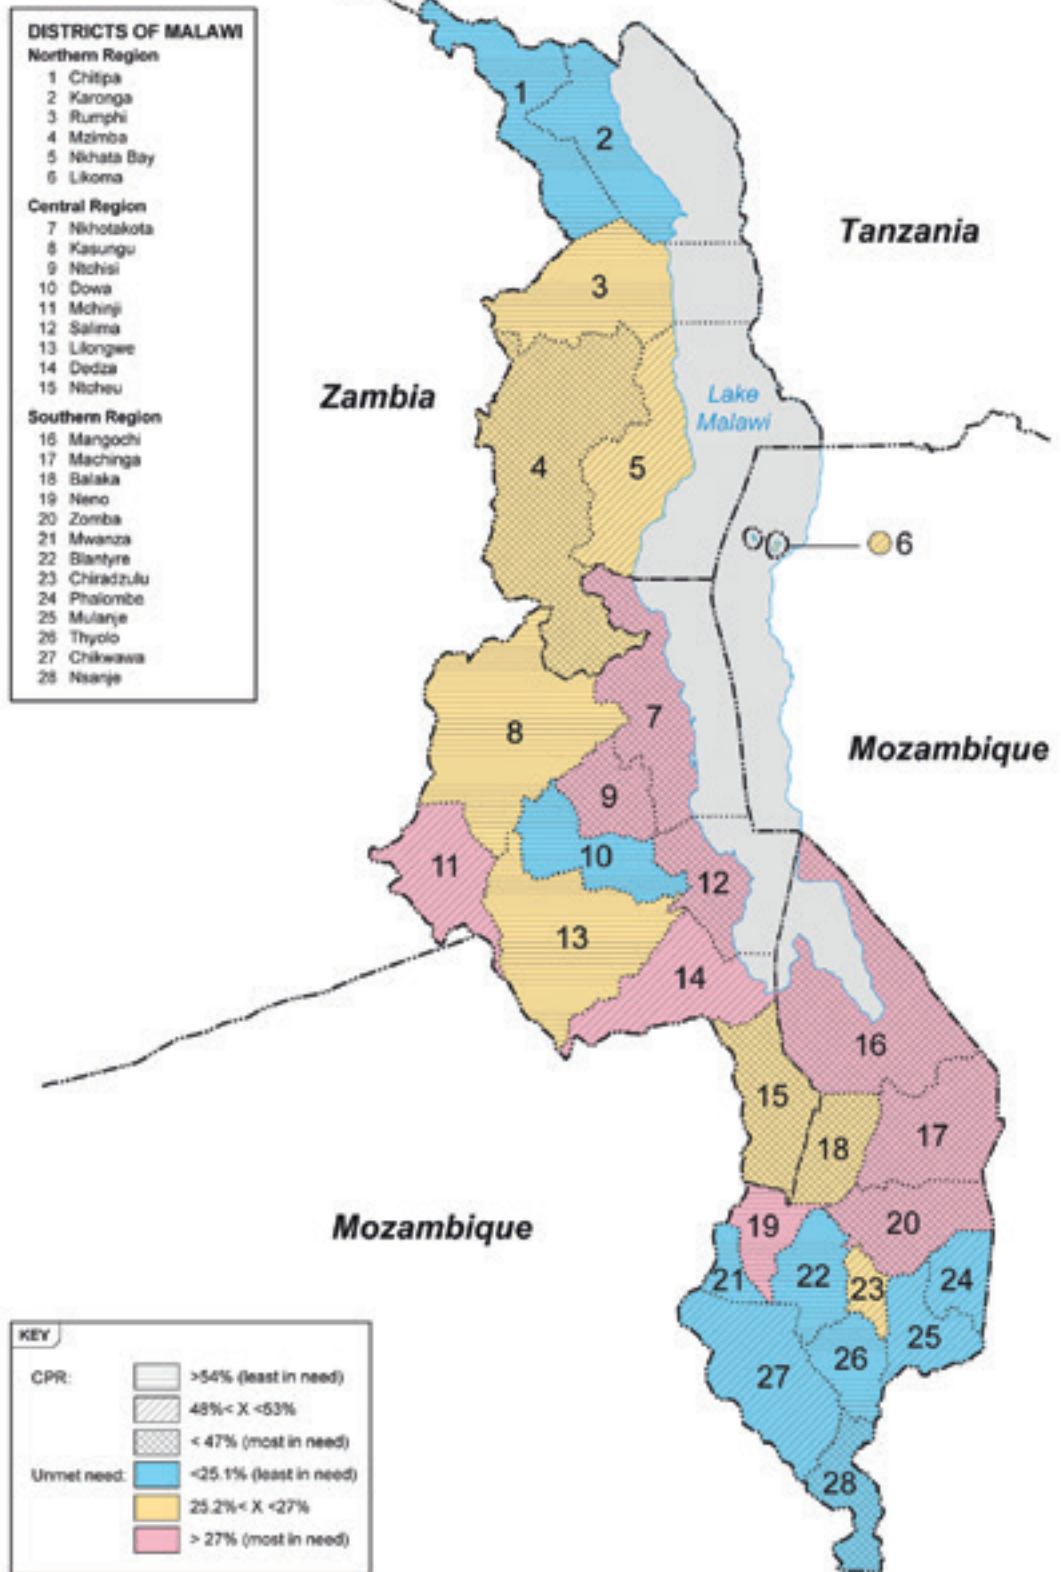 DISTRICTS OF MALAWI
Northern Region
1 Chitipa
2 Karonga
3 Rumphi
4 Mzimba
5 Nkhata Bay
6 Likoma
Central Region
7 Nkhotakota
8 Kasungu
9 Ntchisi
10 Dowa
11 Mchinji
12 Salima
13 Lilongwe
14 Dedza
15 Ntcheu
Southern Region
16 Mangochi
17 Machinga
18 Balaka
19 Neno
20 Zomba
21 Mwanza
22 Blantyre
23 Chiradzulu
24 Phalombe
25 Mulanje
26 Thyolo
27 Chikwawa
28 Nsanje
1
2
Tanzania
3
Zambia
Lake
Malawi
4
5
6
7
8
Mozambique
9
10
11
12
13
14
16
15
18
17
Mozambique
19
20
21
22
23
24
25
26
27
28
KEY
CPR:
>54% (least in need)
48%< X <53%
< 47% (most in need)
Unmet need:
<25.1% (least in need)
25.2%< X <27%
> 27% (most in need)